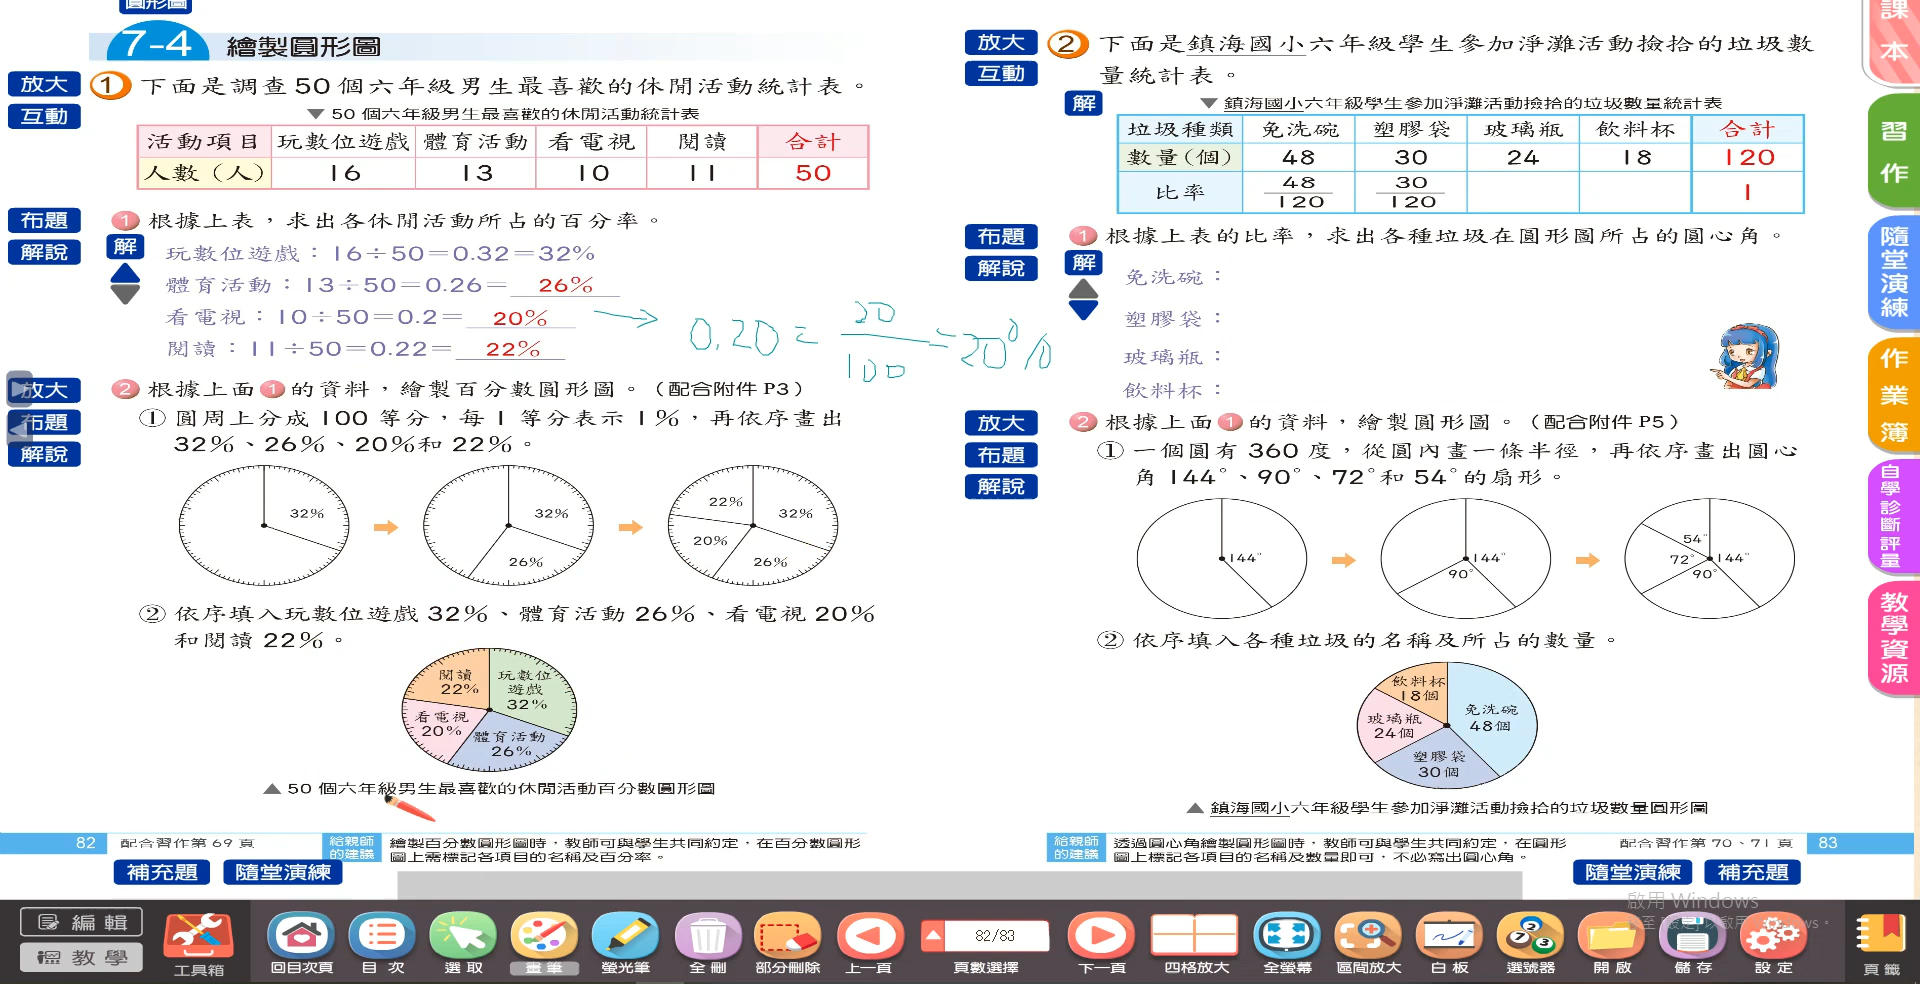 圓形圖
7-4 繪製圓形圖
放大
互動
1 下面是調查50個六年級男生最喜歡的休閒活動統計表。
▼50個六年級男生最喜歡的休閒活動統計表
活動項目 玩數位遊戲 體育活動 看電視 閱讀 合計
人數(人) 16 13 10 11 50
布題
解說
1 根據上表，求出各休閒活動所占的百分率。
解
玩數位遊戲：16÷50＝0.32＝32%
體育活動：13÷50＝0.26＝ 26%
看電視：10÷50＝0.2＝ 20%
閱讀：11÷50＝0.22＝ 22%
0.20 = 20/100 = 20%
放大
布題
解說
2 根據上面1的資料，繪製百分數圓形圖。（配合附件P3）
① 圓周上分成100等分，每1等分表示1%，再依序畫出
32%、26%、20%和22%。
32%
32%
26%
22%
32%
20%
26%
② 依序填入玩數位遊戲32%、體育活動26%、看電視20%
和閱讀22%。
閱讀
22%
玩數位
遊戲
32%
看電視
20%
體育活動
26%
▲50個六年級男生最喜歡的休閒活動百分數圓形圖
82 配合習作第69頁
給親師
的建議
繪製百分數圓形圖時，教師可與學生共同約定，在百分數圓形
圖上需標記各項目的名稱及百分率。
補充題 隨堂演練
放大
互動
2 下面是鎮海國小六年級學生參加淨灘活動撿拾的垃圾數
量統計表。
解
▼鎮海國小六年級學生參加淨灘活動撿拾的垃圾數量統計表
垃圾種類 免洗碗 塑膠袋 玻璃瓶 飲料杯 合計
數量(個) 48 30 24 18 120
比率 48/120 30/120 1
布題
解說
1 根據上表的比率，求出各種垃圾在圓形圖所占的圓心角。
解
免洗碗：
塑膠袋：
玻璃瓶：
飲料杯：
放大
布題
解說
2 根據上面1的資料，繪製圓形圖。（配合附件P5）
① 一個圓有360度，從圓內畫一條半徑，再依序畫出圓心
角144°、90°、72°和54°的扇形。
144°
144°
90°
54°
72°
144°
90°
② 依序填入各種垃圾的名稱及所占的數量。
飲料杯
18個
免洗碗
48個
玻璃瓶
24個
塑膠袋
30個
▲鎮海國小六年級學生參加淨灘活動撿拾的垃圾數量圓形圖
給親師
的建議
透過圓心角繪製圓形圖時，教師可與學生共同約定，在圓形
圖上標記各項目的名稱及數量即可，不必寫出圓心角。
配合習作第70、71頁 83
隨堂演練 補充題
課本
習作
隨堂演練
作業簿
自學診斷評量
教學資源
啟用 Windows
編輯
教學
工具箱
回目次頁
目次
選取
畫筆
螢光筆
全刪
部分刪除
上一頁
82/83
頁數選擇
下一頁
四格放大
全螢幕
區間放大
白板
選號器
開啟
儲存
設定
頁籤